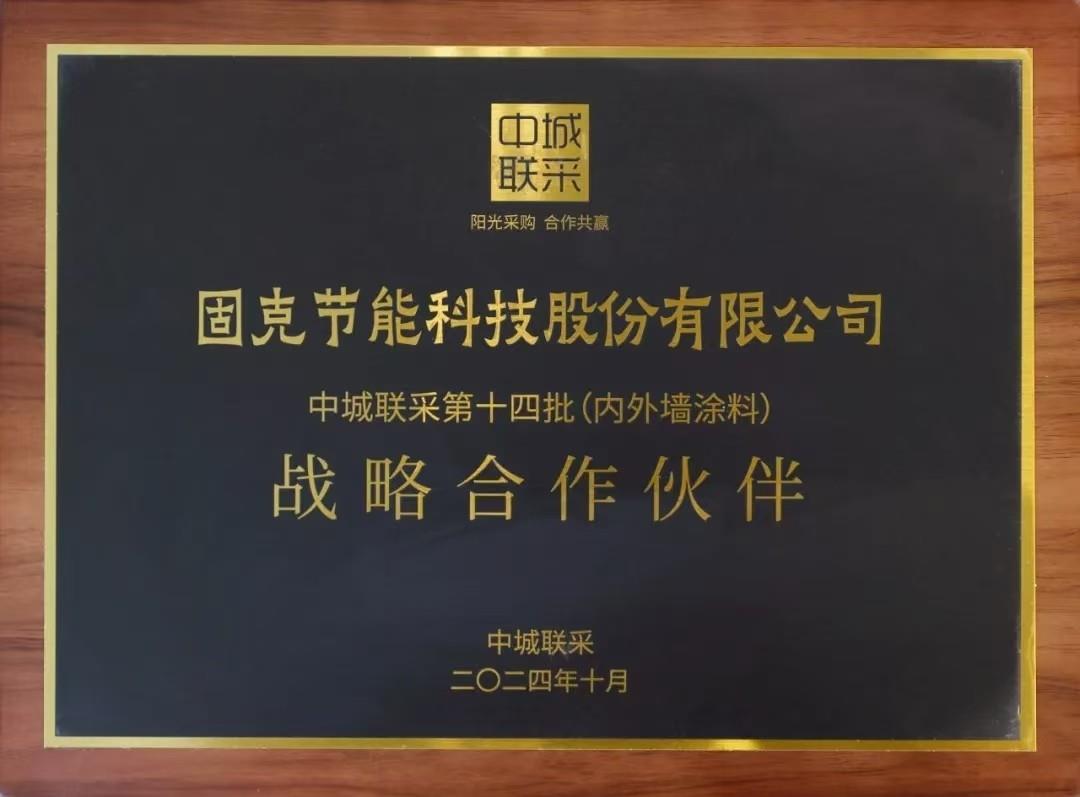 中城
联采
阳光采购 合作共赢
固克节能科技股份有限公司
中城联采第十四批(内外墙涂料)
战略合作伙伴
中城联采
二〇二四年十月